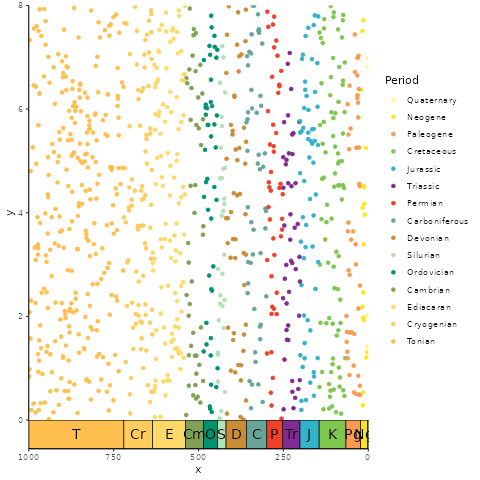 8
6
4
2
0
y
T Cr E Cm O S D C P Tr J K Pg
1000 750 500 250 0
x
Period
Quaternary
Neogene
Paleogene
Cretaceous
Jurassic
Triassic
Permian
Carboniferous
Devonian
Silurian
Ordovician
Cambrian
Ediacaran
Cryogenian
Tonian